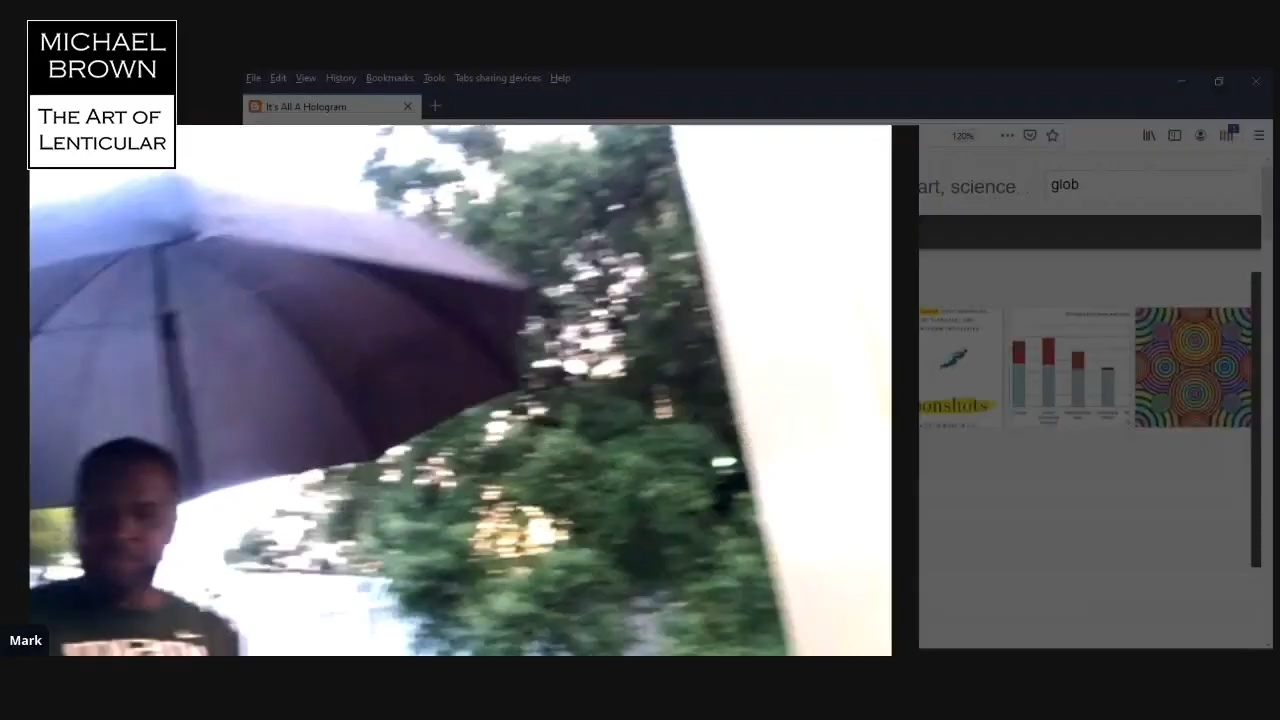 MICHAEL
BROWN
THE ART OF
LENTICULAR
File Edit View History Bookmarks Tools Tabs sharing devices Help
It's All A Hologram
120%
art, science...
glob
onshots
Mark